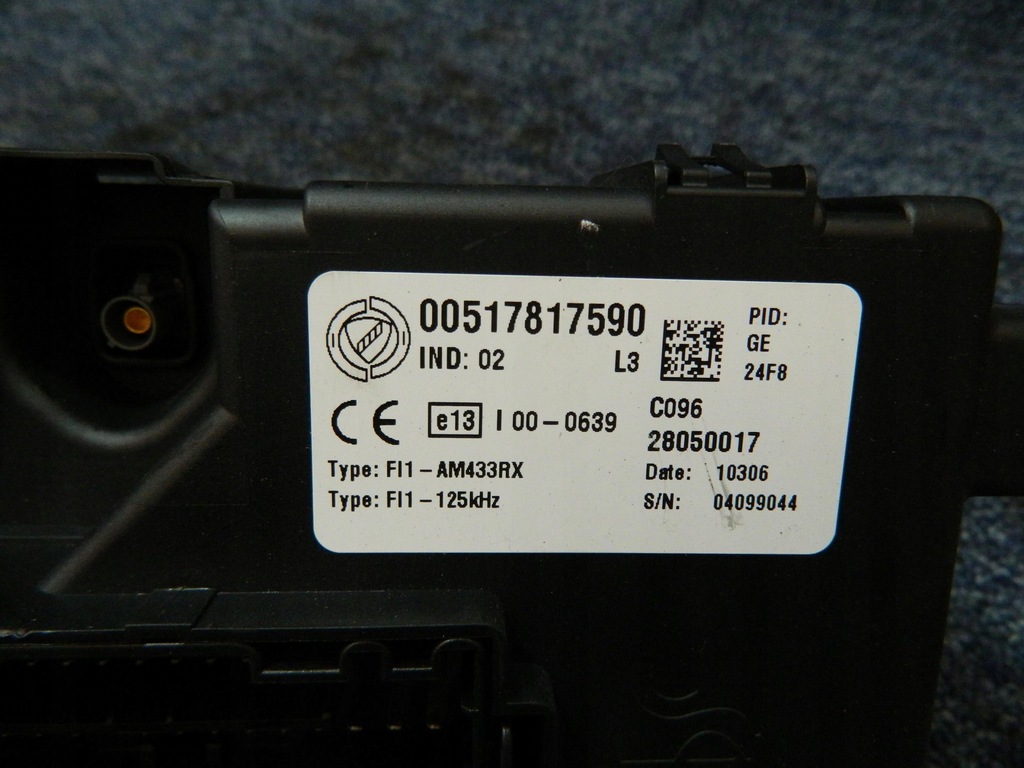 00517817590
IND: 02 L3
PID:
GE
24F8
CE e13 I 00-0639
C096
28050017
Type: FI1-AM433RX
Type: FI1-125kHz
Date: 10306
S/N: 04099044